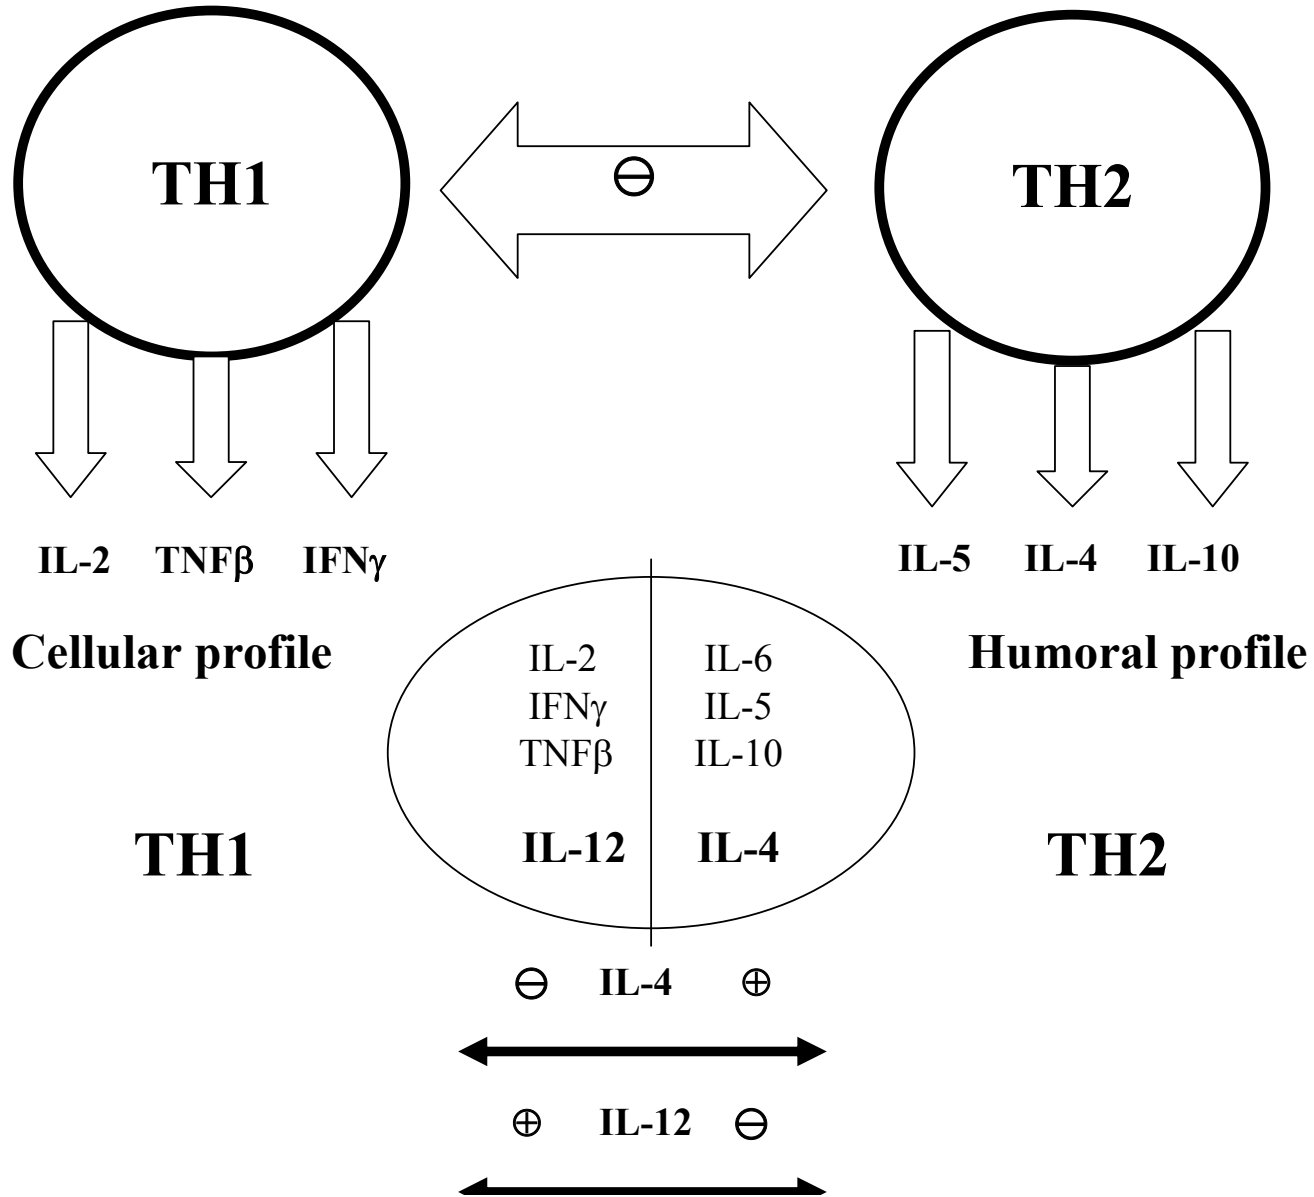 TH1
TH2
⊖
IL-2 TNFβ IFNγ
IL-5 IL-4 IL-10
Cellular profile
Humoral profile
IL-2 IL-6
IFNγ IL-5
TNFβ IL-10
IL-12 IL-4
TH1
TH2
⊖ IL-4 ⊕
⊕ IL-12 ⊖